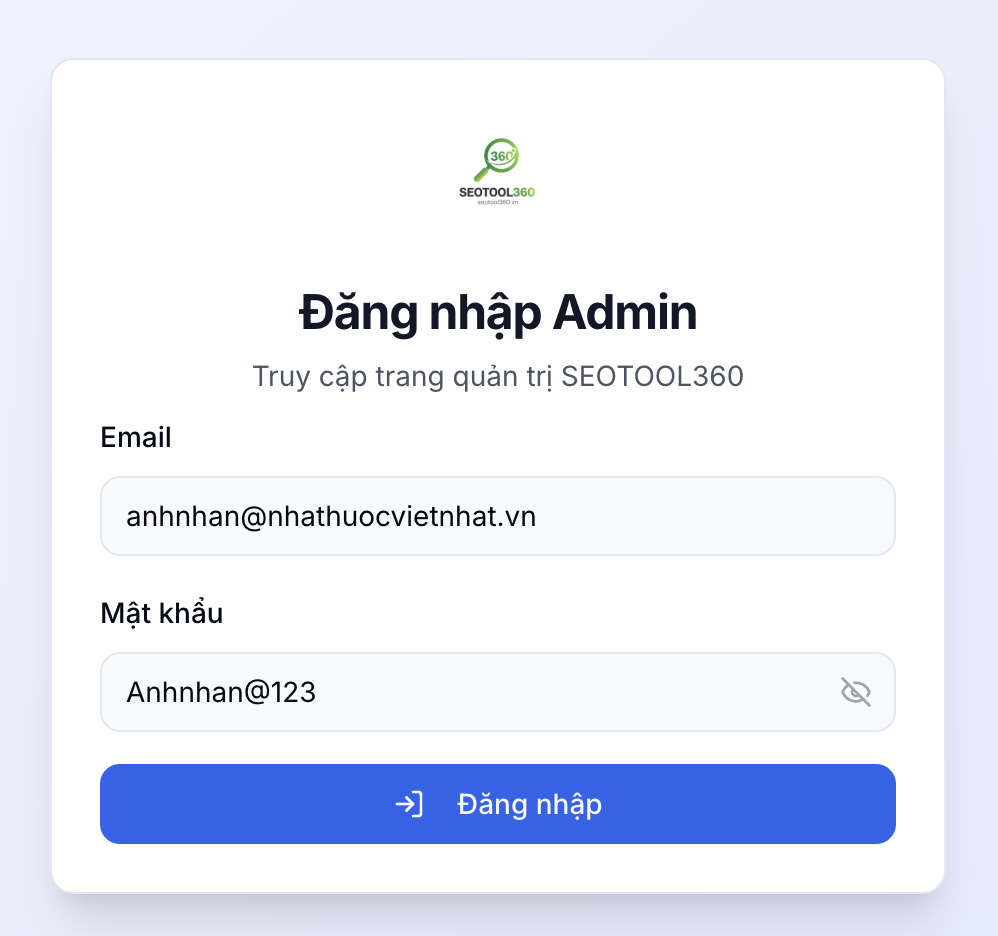 360
SEOTOOL360
seotool360.vn
Đăng nhập Admin
Truy cập trang quản trị SEOTOOL360
Email
anhnhan@nhathuocvietnhat.vn
Mật khẩu
Anhnhan@123
Đăng nhập